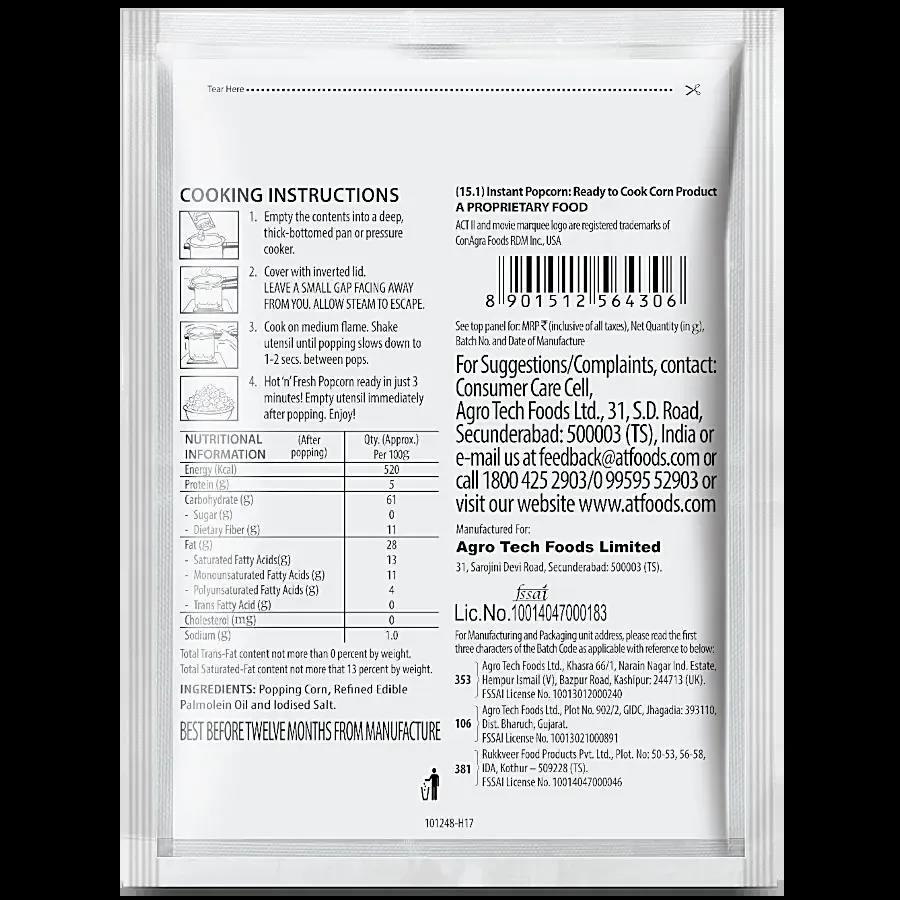 Tear Here
COOKING INSTRUCTIONS
1. Empty the contents into a deep,
thick-bottomed pan or pressure
cooker.
2. Cover with inverted lid.
LEAVE A SMALL GAP FACING AWAY
FROM YOU. ALLOW STEAM TO ESCAPE.
3. Cook on medium flame. Shake
utensil until popping slows down to
1-2 secs. between pops.
4. Hot 'n' Fresh Popcorn ready in just 3
minutes! Empty utensil immediately
after popping. Enjoy!
NUTRITIONAL INFORMATION (After popping) Qty. (Approx.) Per 100g
Energy (Kcal) 520
Protein (g) 5
Carbohydrate (g) 61
- Sugar (g) 0
- Dietary Fiber (g) 11
Fat (g) 28
- Saturated Fatty Acids(g) 13
- Monounsaturated Fatty Acids (g) 11
- Polyunsaturated Fatty Acids (g) 4
- Trans Fatty Acid (g) 0
Cholesterol (mg) 0
Sodium (g) 1.0
Total Trans-Fat content not more than 0 percent by weight.
Total Saturated-Fat content not more that 13 percent by weight.
INGREDIENTS: Popping Corn, Refined Edible
Palmolein Oil and Iodised Salt.
BEST BEFORE TWELVE MONTHS FROM MANUFACTURE
(15.1) Instant Popcorn: Ready to Cook Corn Product
A PROPRIETARY FOOD
ACT II and movie marquee logo are registered trademarks of
ConAgra Foods RDM Inc., USA
8 901512 564306
See top panel for: MRP ₹ (inclusive of all taxes), Net Quantity (in g),
Batch No. and Date of Manufacture
For Suggestions/Complaints, contact:
Consumer Care Cell,
Agro Tech Foods Ltd., 31, S.D. Road,
Secunderabad: 500003 (TS), India or
e-mail us at feedback@atfoods.com or
call 1800 425 2903/0 99595 52903 or
visit our website www.atfoods.com
Manufactured For:
Agro Tech Foods Limited
31, Sarojini Devi Road, Secunderabad: 500003 (TS).
fssai
Lic.No.10014047000183
For Manufacturing and Packaging unit address, please read the first
three characters of the Batch Code as applicable with reference to below:
353 Agro Tech Foods Ltd., Khasra 66/1, Narain Nagar Ind. Estate,
Hempur Ismail (V), Bazpur Road, Kashipur: 244713 (UK).
FSSAI License No. 10013012000240
106 Agro Tech Foods Ltd., Plot No. 902/2, GIDC, Jhagadia: 393110,
Dist. Bharuch, Gujarat.
FSSAI License No. 10013021000891
381 Rukkveer Food Products Pvt. Ltd., Plot. No: 50-53, 56-58,
IDA, Kothur – 509228 (TS).
FSSAI License No. 10014047000046
101248-H17